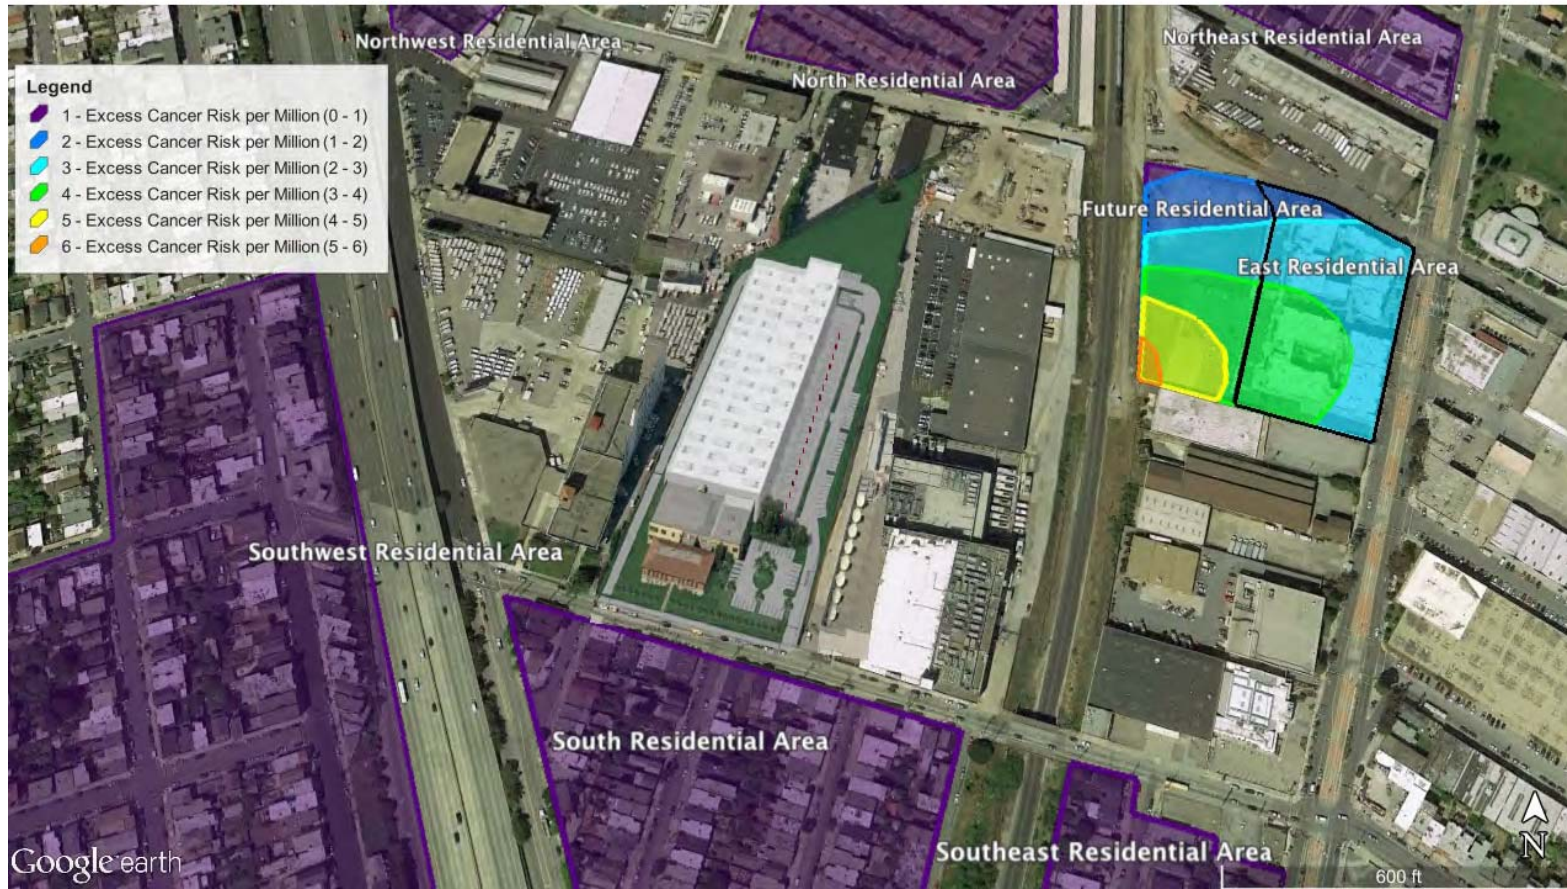 Northwest Residential Area
Northeast Residential Area
North Residential Area
Legend
1 - Excess Cancer Risk per Million (0 - 1)
2 - Excess Cancer Risk per Million (1 - 2)
3 - Excess Cancer Risk per Million (2 - 3)
4 - Excess Cancer Risk per Million (3 - 4)
5 - Excess Cancer Risk per Million (4 - 5)
6 - Excess Cancer Risk per Million (5 - 6)
Future Residential Area
East Residential Area
Southwest Residential Area
South Residential Area
Southeast Residential Area
Google earth
N
600 ft